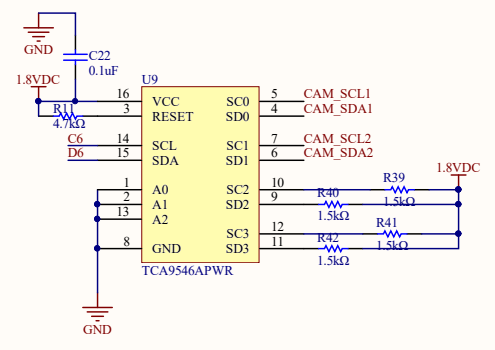 GND
C22
0.1uF
1.8VDC
U9
R11
4.7kΩ
16 VCC SC0 5 CAM_SCL1
3 RESET SD0 4 CAM_SDA1
C6 14 SCL SC1 7 CAM_SCL2
D6 15 SDA SD1 6 CAM_SDA2
1.8VDC
1 A0 SC2 10 R39
2 A1 SD2 9 R40 1.5kΩ
13 A2 1.5kΩ
SC3 12 R41
8 GND SD3 11 R42 1.5kΩ
1.5kΩ
TCA9546APWR
GND